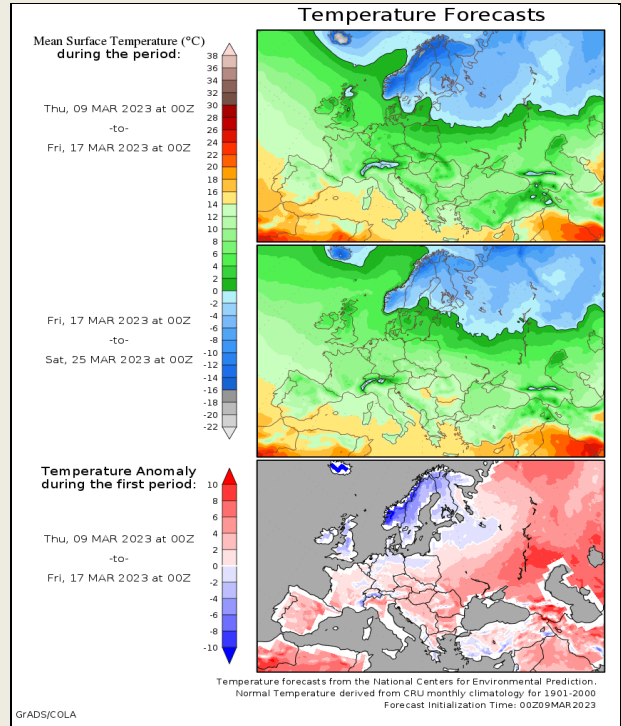 Temperature Forecasts
Mean Surface Temperature (°C)
during the period:
Thu, 09 MAR 2023 at 00Z
-to-
Fri, 17 MAR 2023 at 00Z
Fri, 17 MAR 2023 at 00Z
-to-
Sat, 25 MAR 2023 at 00Z
38
36
34
32
30
28
26
24
22
20
18
16
14
12
10
8
6
4
2
0
-2
-4
-6
-8
-10
-12
-14
-16
-18
-20
-22
Temperature Anomaly
during the first period:
Thu, 09 MAR 2023 at 00Z
-to-
Fri, 17 MAR 2023 at 00Z
10
8
6
4
2
0
-2
-4
-6
-8
-10
Temperature forecasts from the National Centers for Environmental Prediction.
Normal Temperature derived from CRU monthly climatology for 1901-2000
Forecast Initialization Time: 00Z09MAR2023
GrADS/COLA